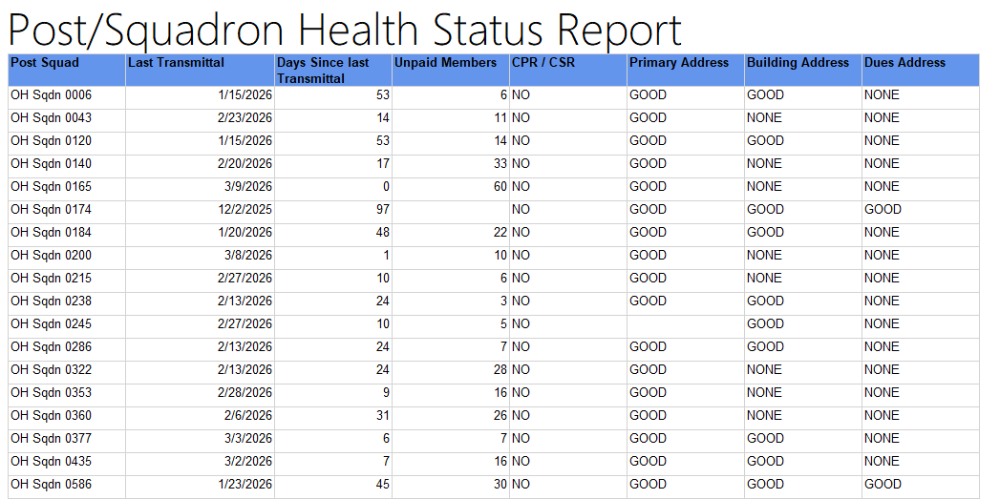 Post/Squadron Health Status Report
Post Squad Last Transmittal Days Since last Transmittal Unpaid Members CPR / CSR Primary Address Building Address Dues Address
OH Sqdn 0006 1/15/2026 53 6 NO GOOD GOOD NONE
OH Sqdn 0043 2/23/2026 14 11 NO GOOD NONE NONE
OH Sqdn 0120 1/15/2026 53 14 NO GOOD GOOD NONE
OH Sqdn 0140 2/20/2026 17 33 NO GOOD NONE NONE
OH Sqdn 0165 3/9/2026 0 60 NO GOOD NONE NONE
OH Sqdn 0174 12/2/2025 97 NO GOOD GOOD GOOD
OH Sqdn 0184 1/20/2026 48 22 NO GOOD GOOD NONE
OH Sqdn 0200 3/8/2026 1 10 NO GOOD NONE NONE
OH Sqdn 0215 2/27/2026 10 6 NO GOOD NONE NONE
OH Sqdn 0238 2/13/2026 24 3 NO GOOD GOOD NONE
OH Sqdn 0245 2/27/2026 10 5 NO GOOD NONE
OH Sqdn 0286 2/13/2026 24 7 NO GOOD GOOD NONE
OH Sqdn 0322 2/13/2026 24 28 NO GOOD NONE NONE
OH Sqdn 0353 2/28/2026 9 16 NO GOOD NONE NONE
OH Sqdn 0360 2/6/2026 31 26 NO GOOD NONE NONE
OH Sqdn 0377 3/3/2026 6 7 NO GOOD GOOD NONE
OH Sqdn 0435 3/2/2026 7 16 NO GOOD GOOD NONE
OH Sqdn 0586 1/23/2026 45 30 NO GOOD GOOD GOOD